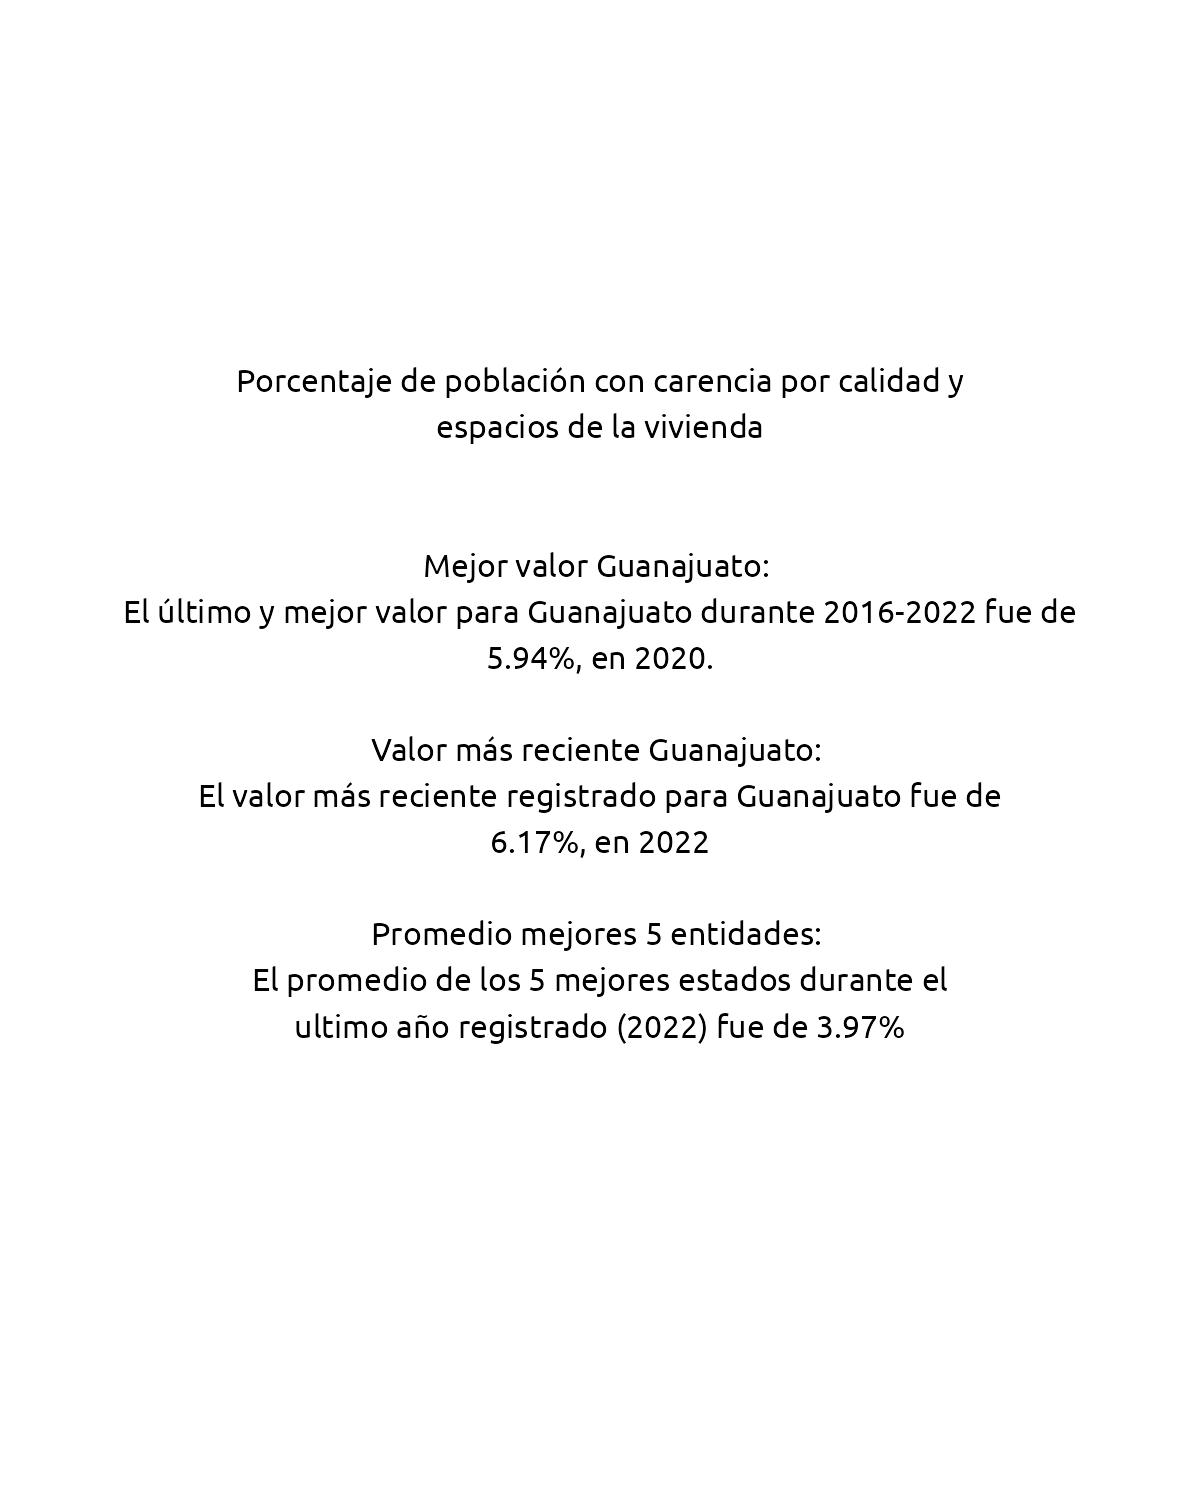 Porcentaje de población con carencia por calidad y
espacios de la vivienda
Mejor valor Guanajuato:
El último y mejor valor para Guanajuato durante 2016-2022 fue de
5.94%, en 2020.
Valor más reciente Guanajuato:
El valor más reciente registrado para Guanajuato fue de
6.17%, en 2022
Promedio mejores 5 entidades:
El promedio de los 5 mejores estados durante el
ultimo año registrado (2022) fue de 3.97%